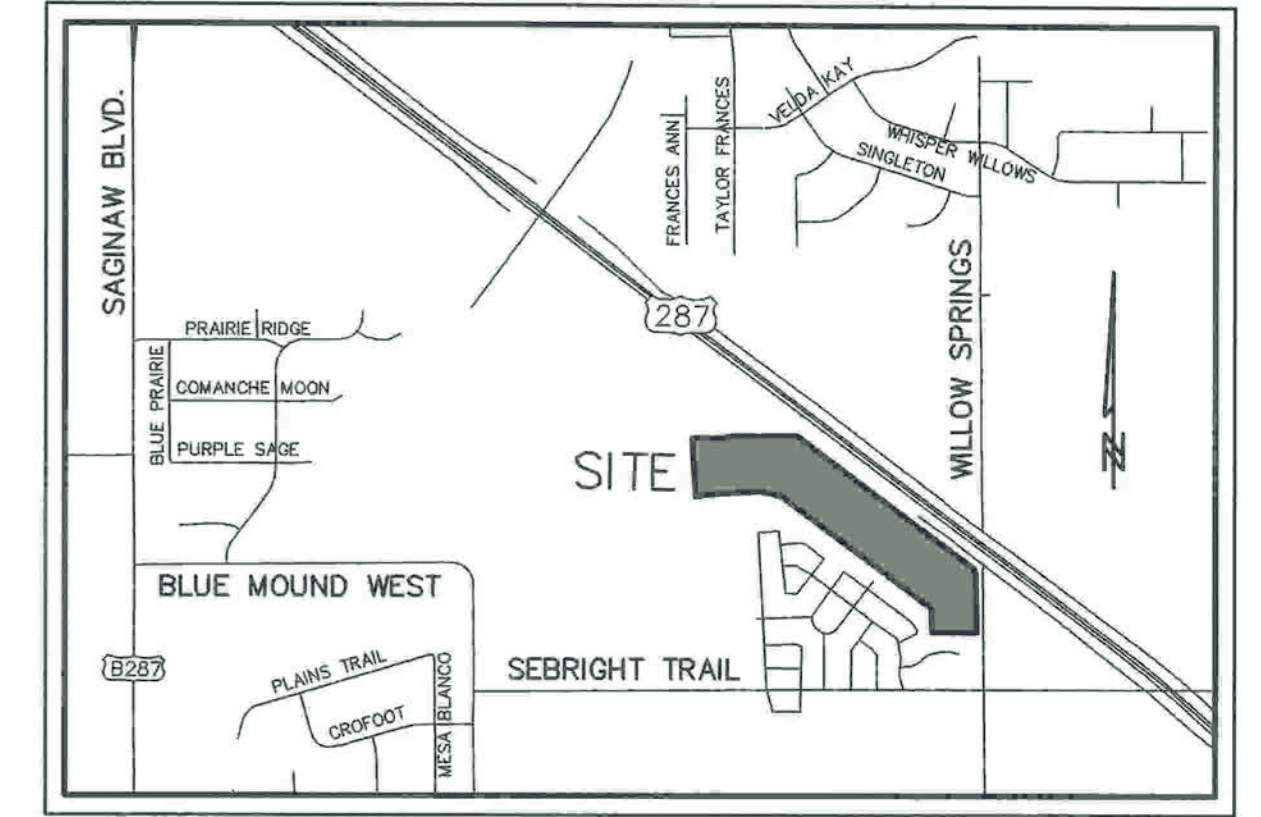 SAGINAW BLVD.
FRANCES ANN
TAYLOR FRANCES
VELDA KAY
WHISPER WILLOWS
SINGLETON
WILLOW SPRINGS
287
PRAIRIE RIDGE
BLUE PRAIRIE
COMANCHE MOON
PURPLE SAGE
SITE
N
BLUE MOUND WEST
B287
PLAINS TRAIL
CROFOOT
MESA BLANCO
SEBRIGHT TRAIL